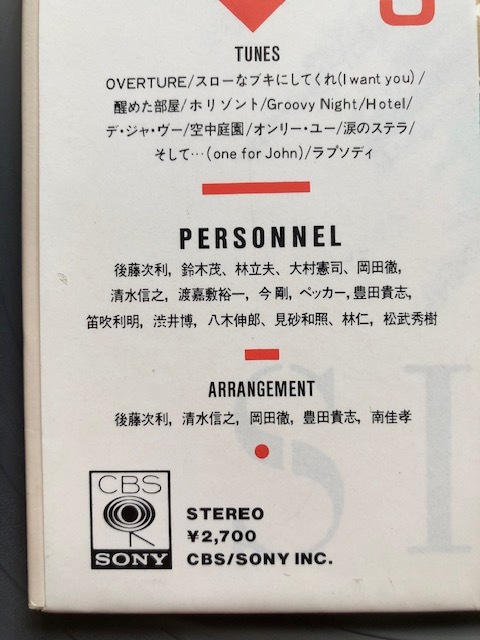 TUNES
OVERTURE/スローなブギにしてくれ(I want you)/
醒めた部屋/ホリゾント/Groovy Night/Hotel/
デ・ジャ・ヴー/空中庭園/オンリー・ユー/涙のステラ/
そして…(one for John)/ラプソディ
PERSONNEL
後藤次利, 鈴木茂、林立夫、大村憲司、岡田徹,
清水信之, 渡嘉敷裕一, 今 剛, ペッカー, 豊田貴志,
笛吹利明, 渋井博, 八木伸郎、見砂和照、林仁, 松武秀樹
ARRANGEMENT
後藤次利, 清水信之, 岡田徹, 豊田貴志, 南佳孝
CBS
SONY
STEREO
¥2,700
CBS/SONY INC.